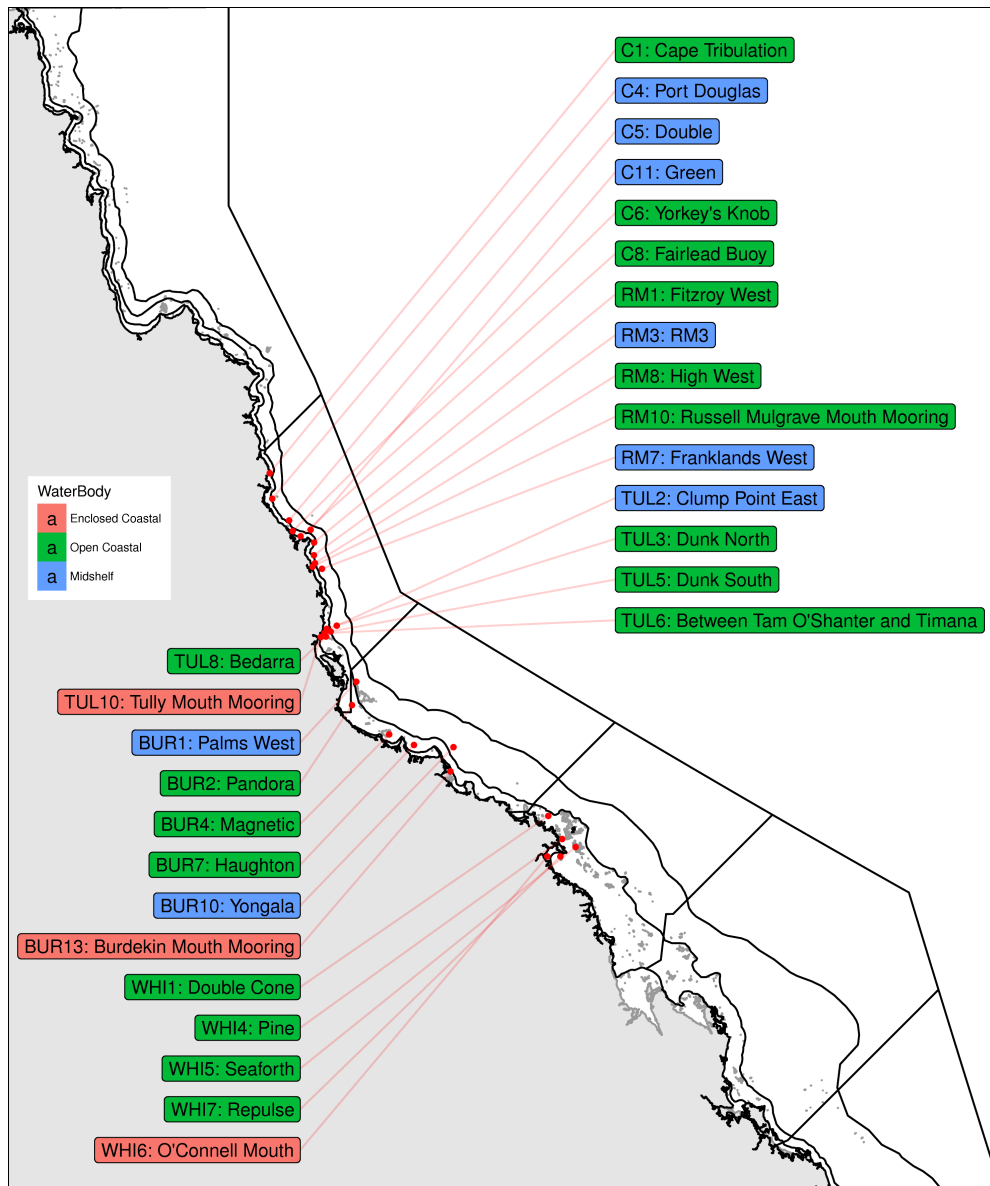 C1: Cape Tribulation
C4: Port Douglas
C5: Double
C11: Green
C6: Yorkey's Knob
C8: Fairlead Buoy
RM1: Fitzroy West
RM3: RM3
RM8: High West
RM10: Russell Mulgrave Mouth Mooring
RM7: Franklands West
TUL2: Clump Point East
TUL3: Dunk North
TUL5: Dunk South
TUL6: Between Tam O'Shanter and Timana
WaterBody
a Enclosed Coastal
a Open Coastal
a Midshelf
TUL8: Bedarra
TUL10: Tully Mouth Mooring
BUR1: Palms West
BUR2: Pandora
BUR4: Magnetic
BUR7: Haughton
BUR10: Yongala
BUR13: Burdekin Mouth Mooring
WHI1: Double Cone
WHI4: Pine
WHI5: Seaforth
WHI7: Repulse
WHI6: O'Connell Mouth